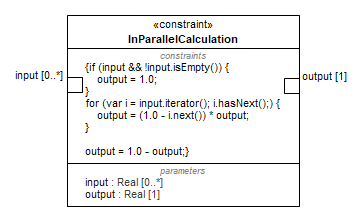 «constraint»
InParallelCalculation
constraints
{if (input && !input.isEmpty()) {
output = 1.0;
}
for (var i = input.iterator(); i.hasNext();) {
output = (1.0 - i.next()) * output;
}
output = 1.0 - output;}
input [0..*]
output [1]
parameters
input : Real [0..*]
output : Real [1]